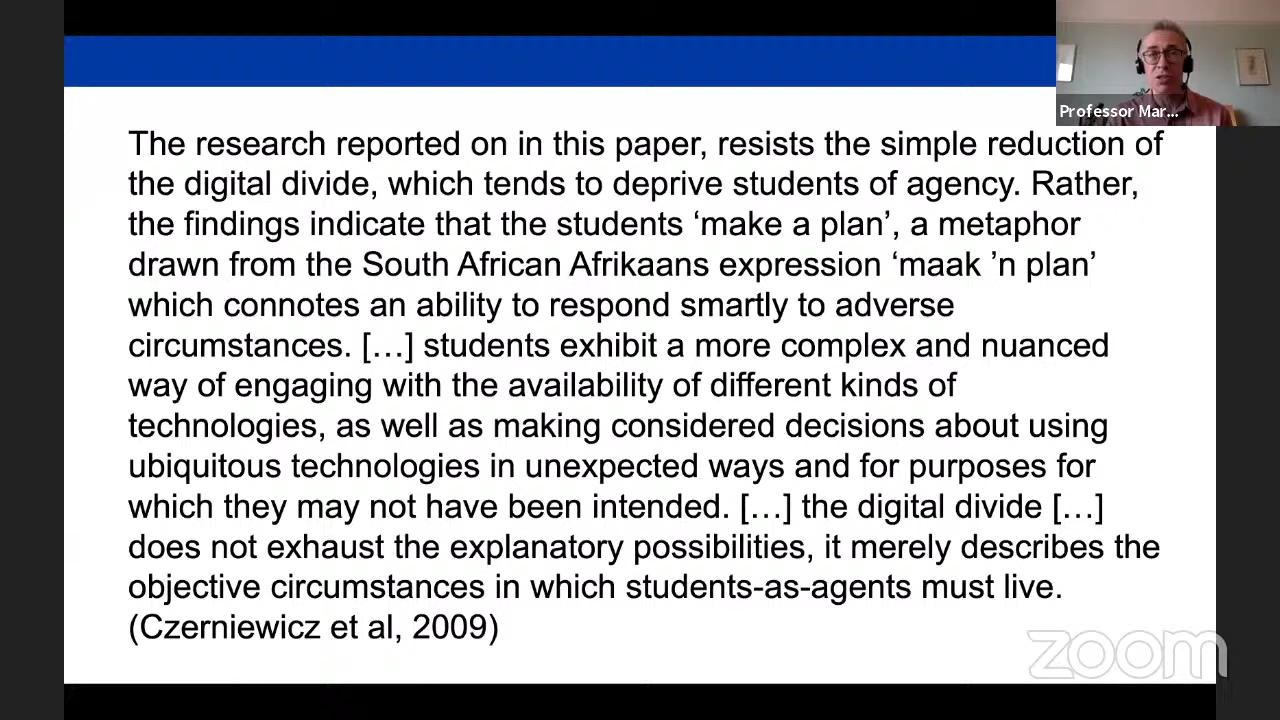 Professor Mar...
The research reported on in this paper, resists the simple reduction of
the digital divide, which tends to deprive students of agency. Rather,
the findings indicate that the students ‘make a plan’, a metaphor
drawn from the South African Afrikaans expression ‘maak ’n plan’
which connotes an ability to respond smartly to adverse
circumstances. […] students exhibit a more complex and nuanced
way of engaging with the availability of different kinds of
technologies, as well as making considered decisions about using
ubiquitous technologies in unexpected ways and for purposes for
which they may not have been intended. […] the digital divide […]
does not exhaust the explanatory possibilities, it merely describes the
objective circumstances in which students-as-agents must live.
(Czerniewicz et al, 2009)
zoom